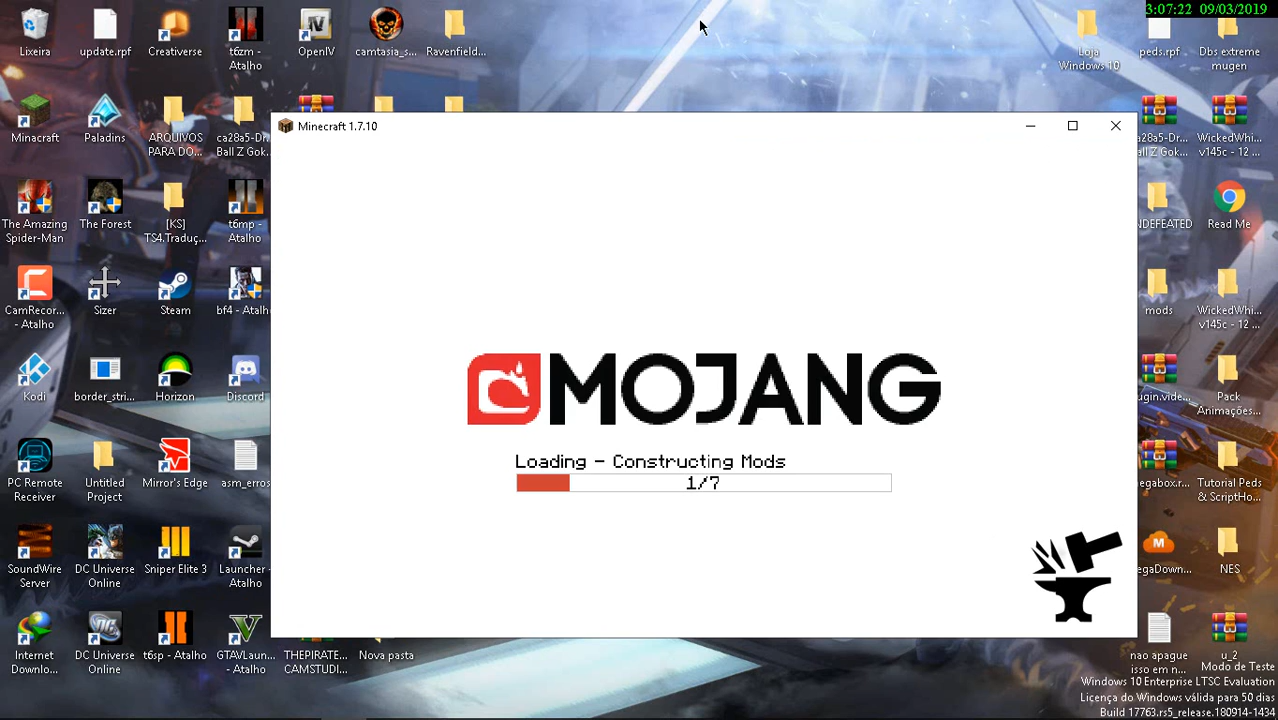 3:07:22 09/03/2019
Lixeira
update.rpf
Creativerse
t6zm -
Atalho
OpenIV
camtasia_s...
Ravenfield...
Loja
Windows 10
peds.rpf
Dbs extreme
mugen
Minacraft
Paladins
ARQUIVOS
PARA DO...
ca28a5-Dr...
Ball Z Gok...
Minecraft 1.7.10
a28a5-Dr...
all Z Gok...
WickedWhi...
v145c - 12 ...
The Amazing
Spider-Man
The Forest
[KS]
TS4.Traduç...
t6mp -
Atalho
NDEFEATED
Read Me
CamRecor...
- Atalho
Sizer
Steam
bf4 - Atalh
mods
WickedWhi...
v145c - 12 ...
MOJANG
Kodi
border_stri...
Horizon
Discord
ugin.vide...
Pack
Animações...
Loading - Constructing Mods
1/7
PC Remote
Receiver
Untitled
Project
Mirror's Edge
asm_erros
egabox.r...
Tutorial Peds
& ScriptHo...
SoundWire
Server
DC Universe
Online
Sniper Elite 3
Launcher
- Atalho
egaDown...
NES
Internet
Downlo...
DC Universe
Online
t6sp - Atalho
GTAVLaun...
- Atalho
THEPIRATE...
CAMSTUDI...
Nova pasta
nao apague
isso em n...
u_2
Modo de Teste
Windows 10 Enterprise LTSC Evaluation
Licença do Windows válida para 50 dias
Build 17763.rs5_release.180914-1434